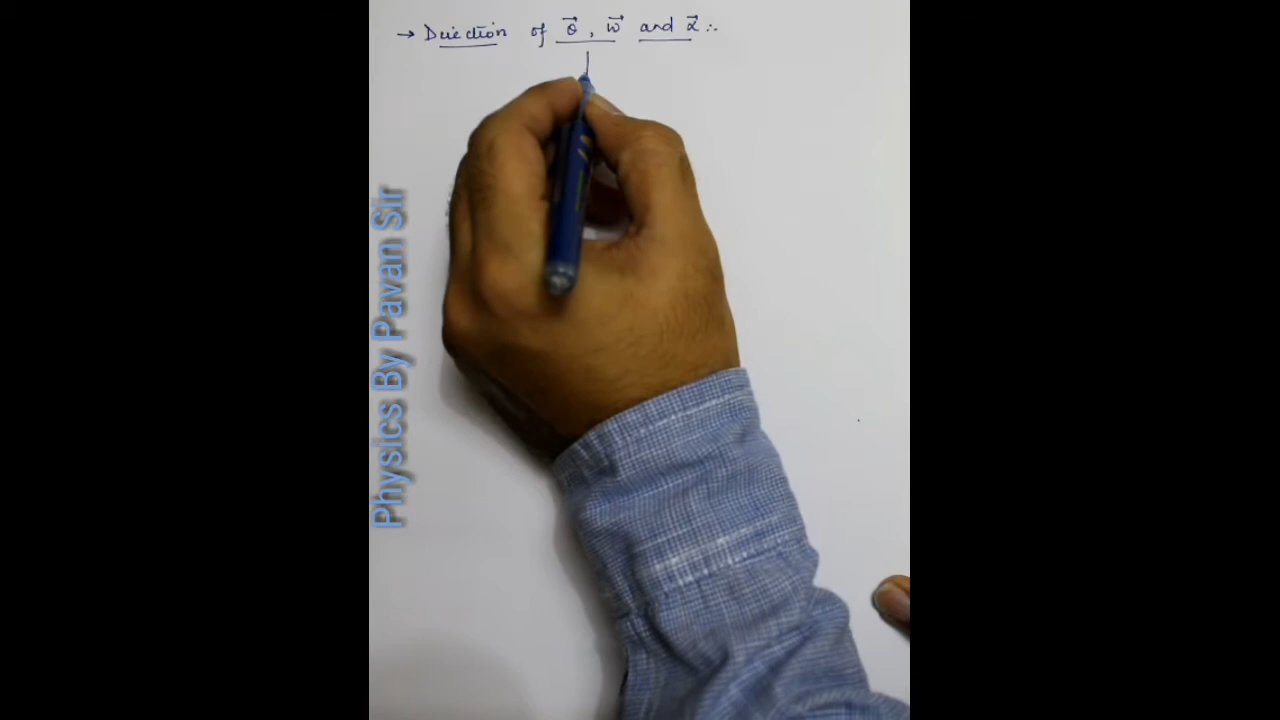 → Direction of θ⃗ , ω⃗ and α⃗ :-
Physics By Pavan Sir